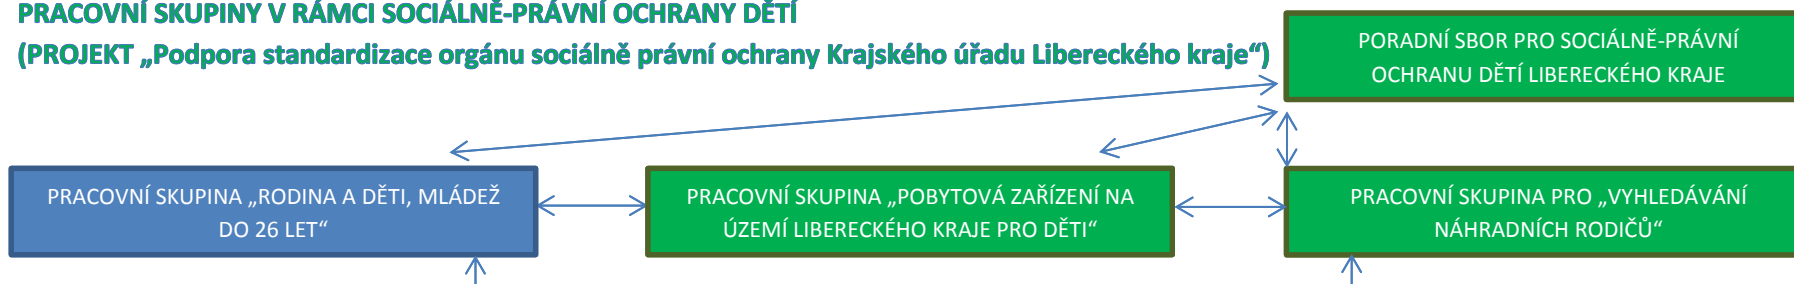 PRACOVNÍ SKUPINY V RÁMCI SOCIÁLNĚ-PRÁVNÍ OCHRANY DĚTÍ
(PROJEKT „Podpora standardizace orgánu sociálně právní ochrany Krajského úřadu Libereckého kraje“)
PORADNÍ SBOR PRO SOCIÁLNĚ-PRÁVNÍ
OCHRANU DĚTÍ LIBERECKÉHO KRAJE
PRACOVNÍ SKUPINA „RODINA A DĚTI, MLÁDEŽ
DO 26 LET“
PRACOVNÍ SKUPINA „POBYTOVÁ ZAŘÍZENÍ NA
ÚZEMÍ LIBERECKÉHO KRAJE PRO DĚTI“
PRACOVNÍ SKUPINA PRO „VYHLEDÁVÁNÍ
NÁHRADNÍCH RODIČŮ“